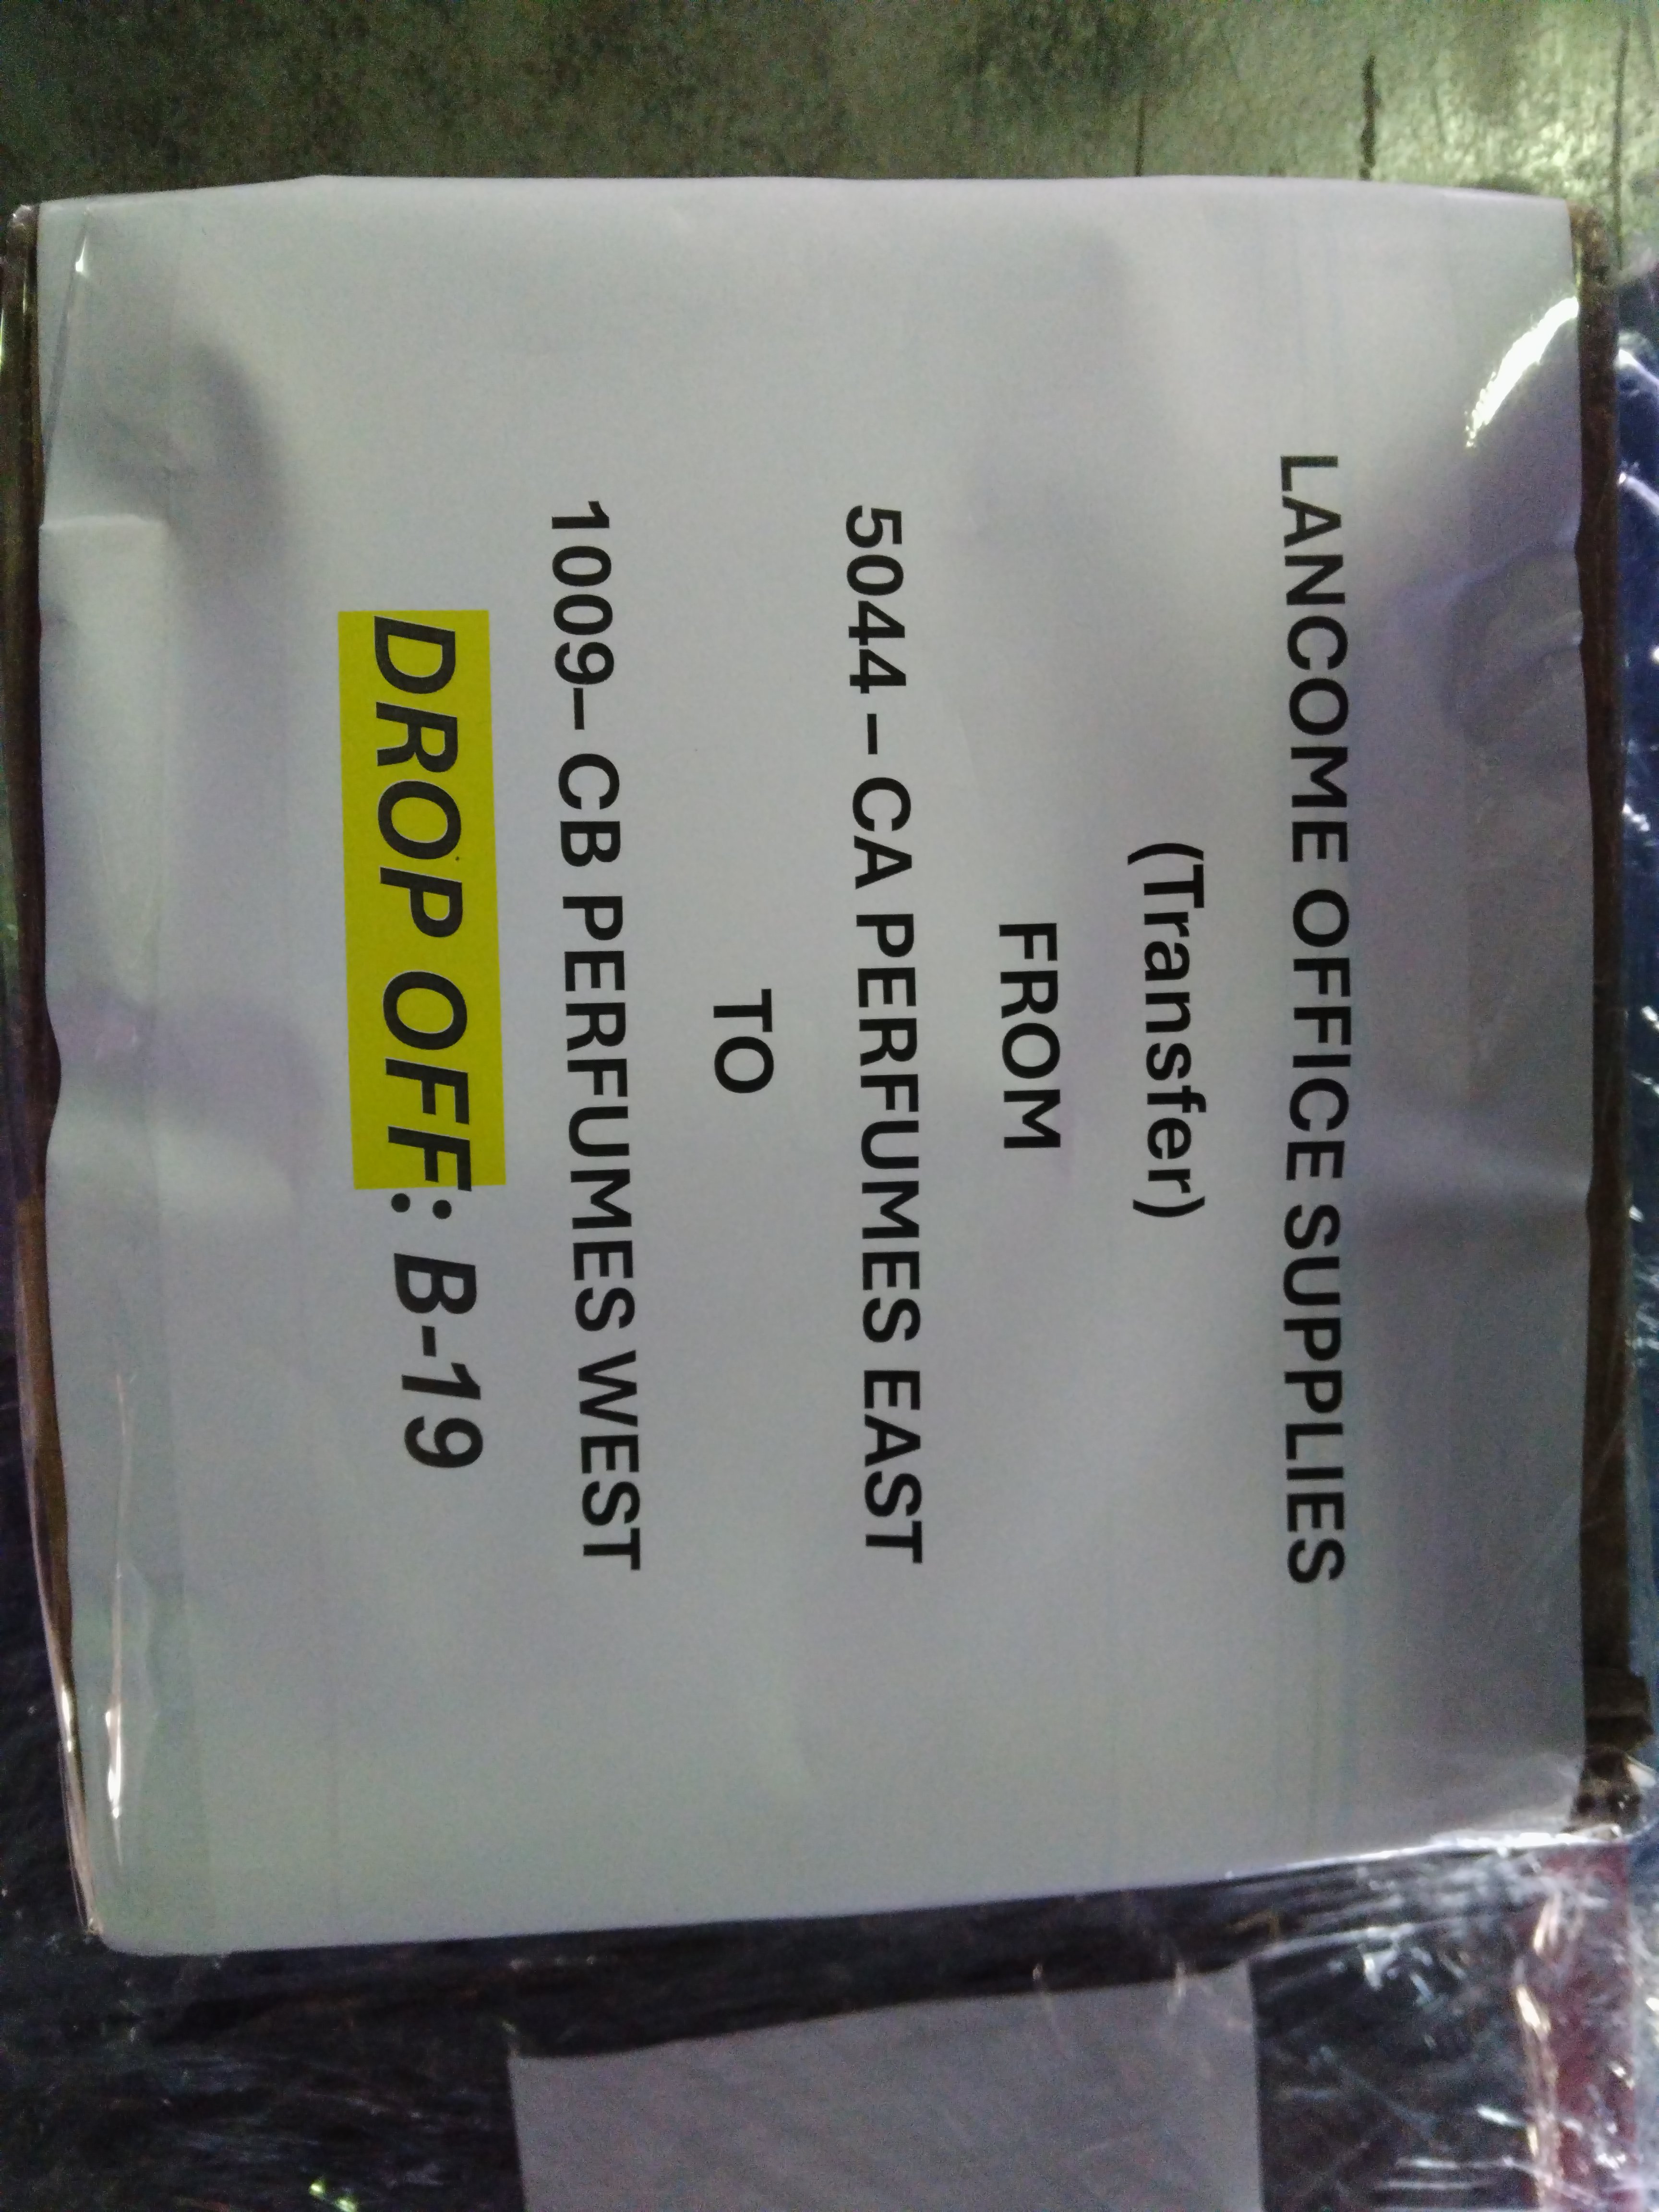 LANCOME OFFICE SUPPLIES
(Transfer)
FROM
5044 – CA PERFUMES EAST
TO
1009– CB PERFUMES WEST
DROP OFF: B-19